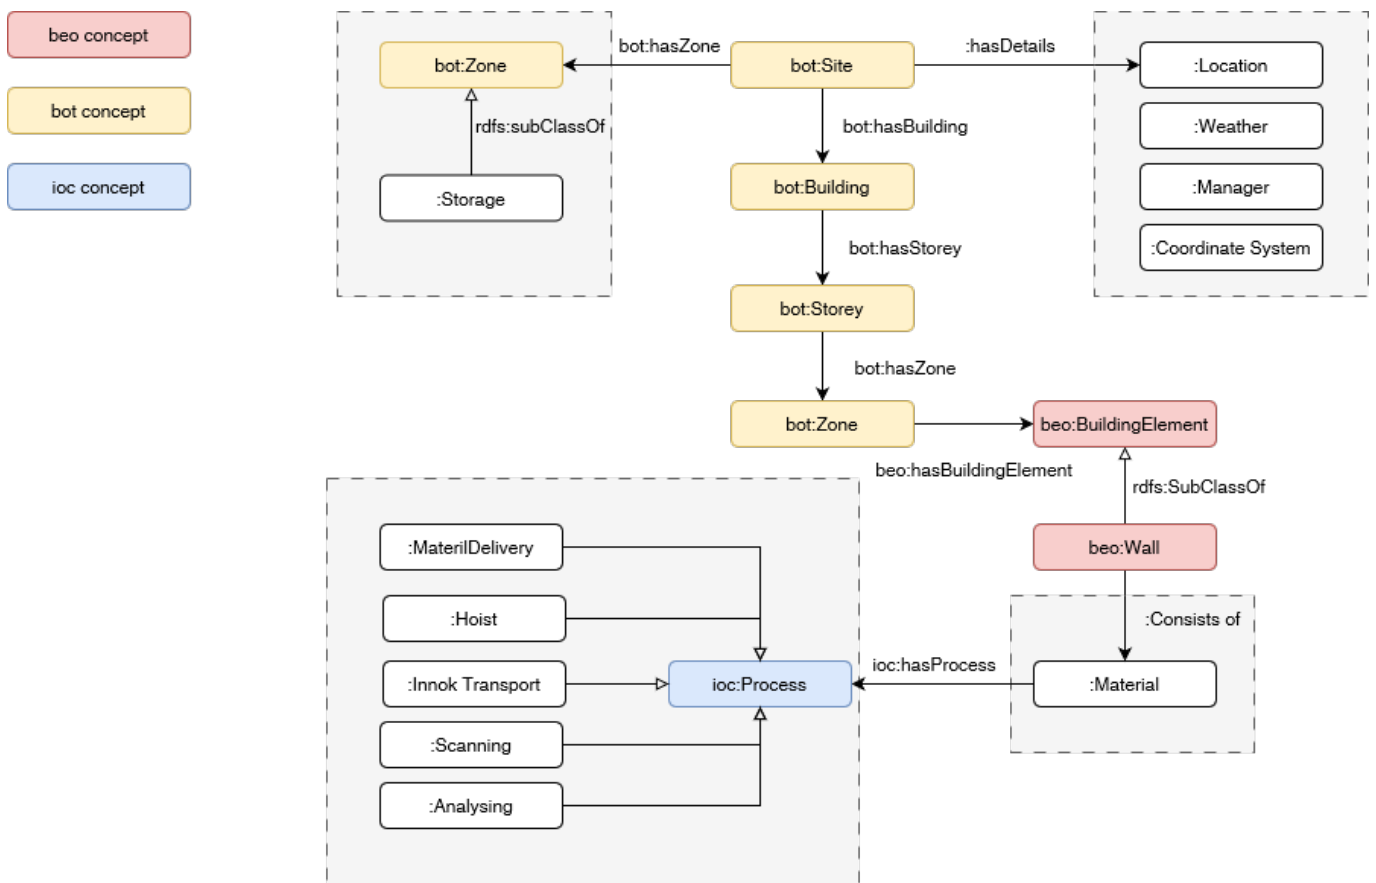 beo concept
bot concept
ioc concept
bot:Zone
bot:hasZone
bot:Site
:hasDetails
:Location
rdfs:subClassOf
:Storage
bot:hasBuilding
:Weather
bot:Building
:Manager
bot:hasStorey
:Coordinate System
bot:Storey
bot:hasZone
bot:Zone
beo:BuildingElement
beo:hasBuildingElement
rdfs:SubClassOf
beo:Wall
:MaterilDelivery
:Hoist
:Consists of
:Innok Transport
ioc:Process
ioc:hasProcess
:Material
:Scanning
:Analysing